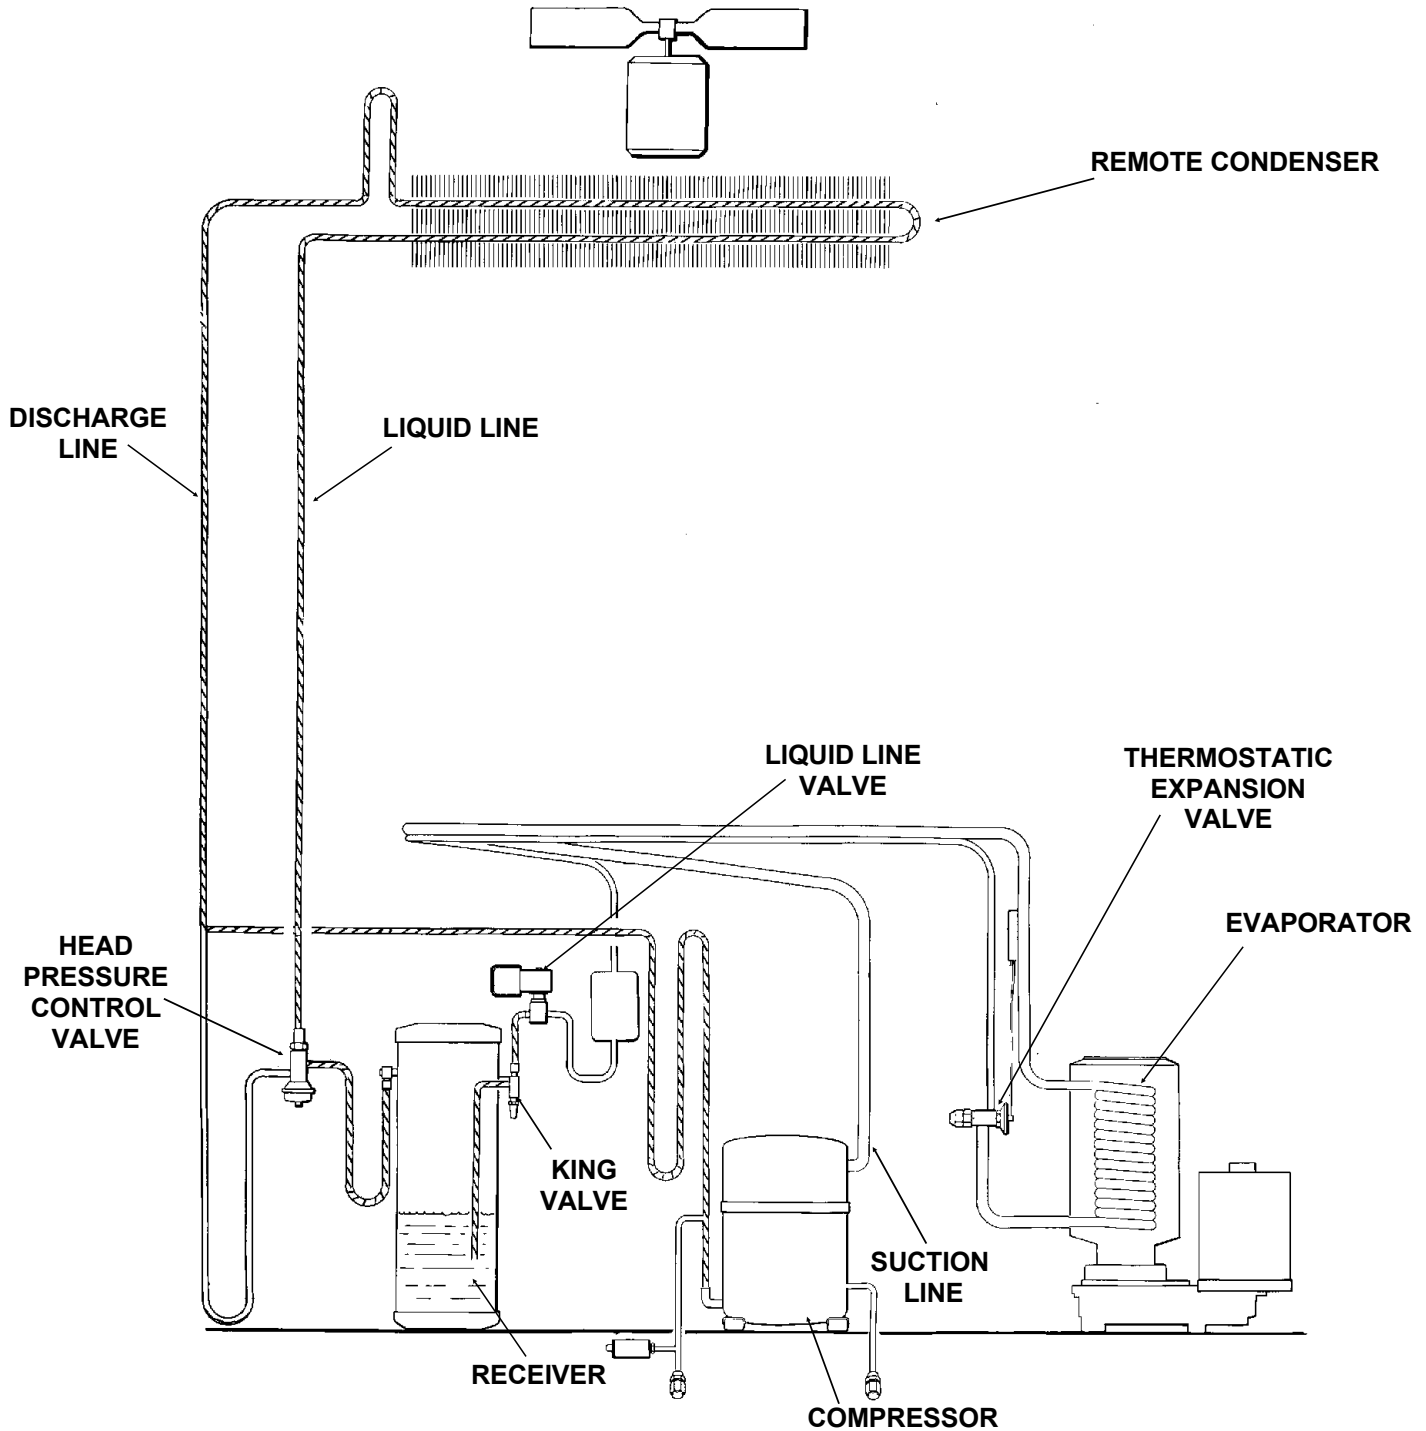 REMOTE CONDENSER
DISCHARGE
LINE
LIQUID LINE
LIQUID LINE
VALVE
THERMOSTATIC
EXPANSION
VALVE
EVAPORATOR
HEAD
PRESSURE
CONTROL
VALVE
KING
VALVE
SUCTION
LINE
RECEIVER
COMPRESSOR